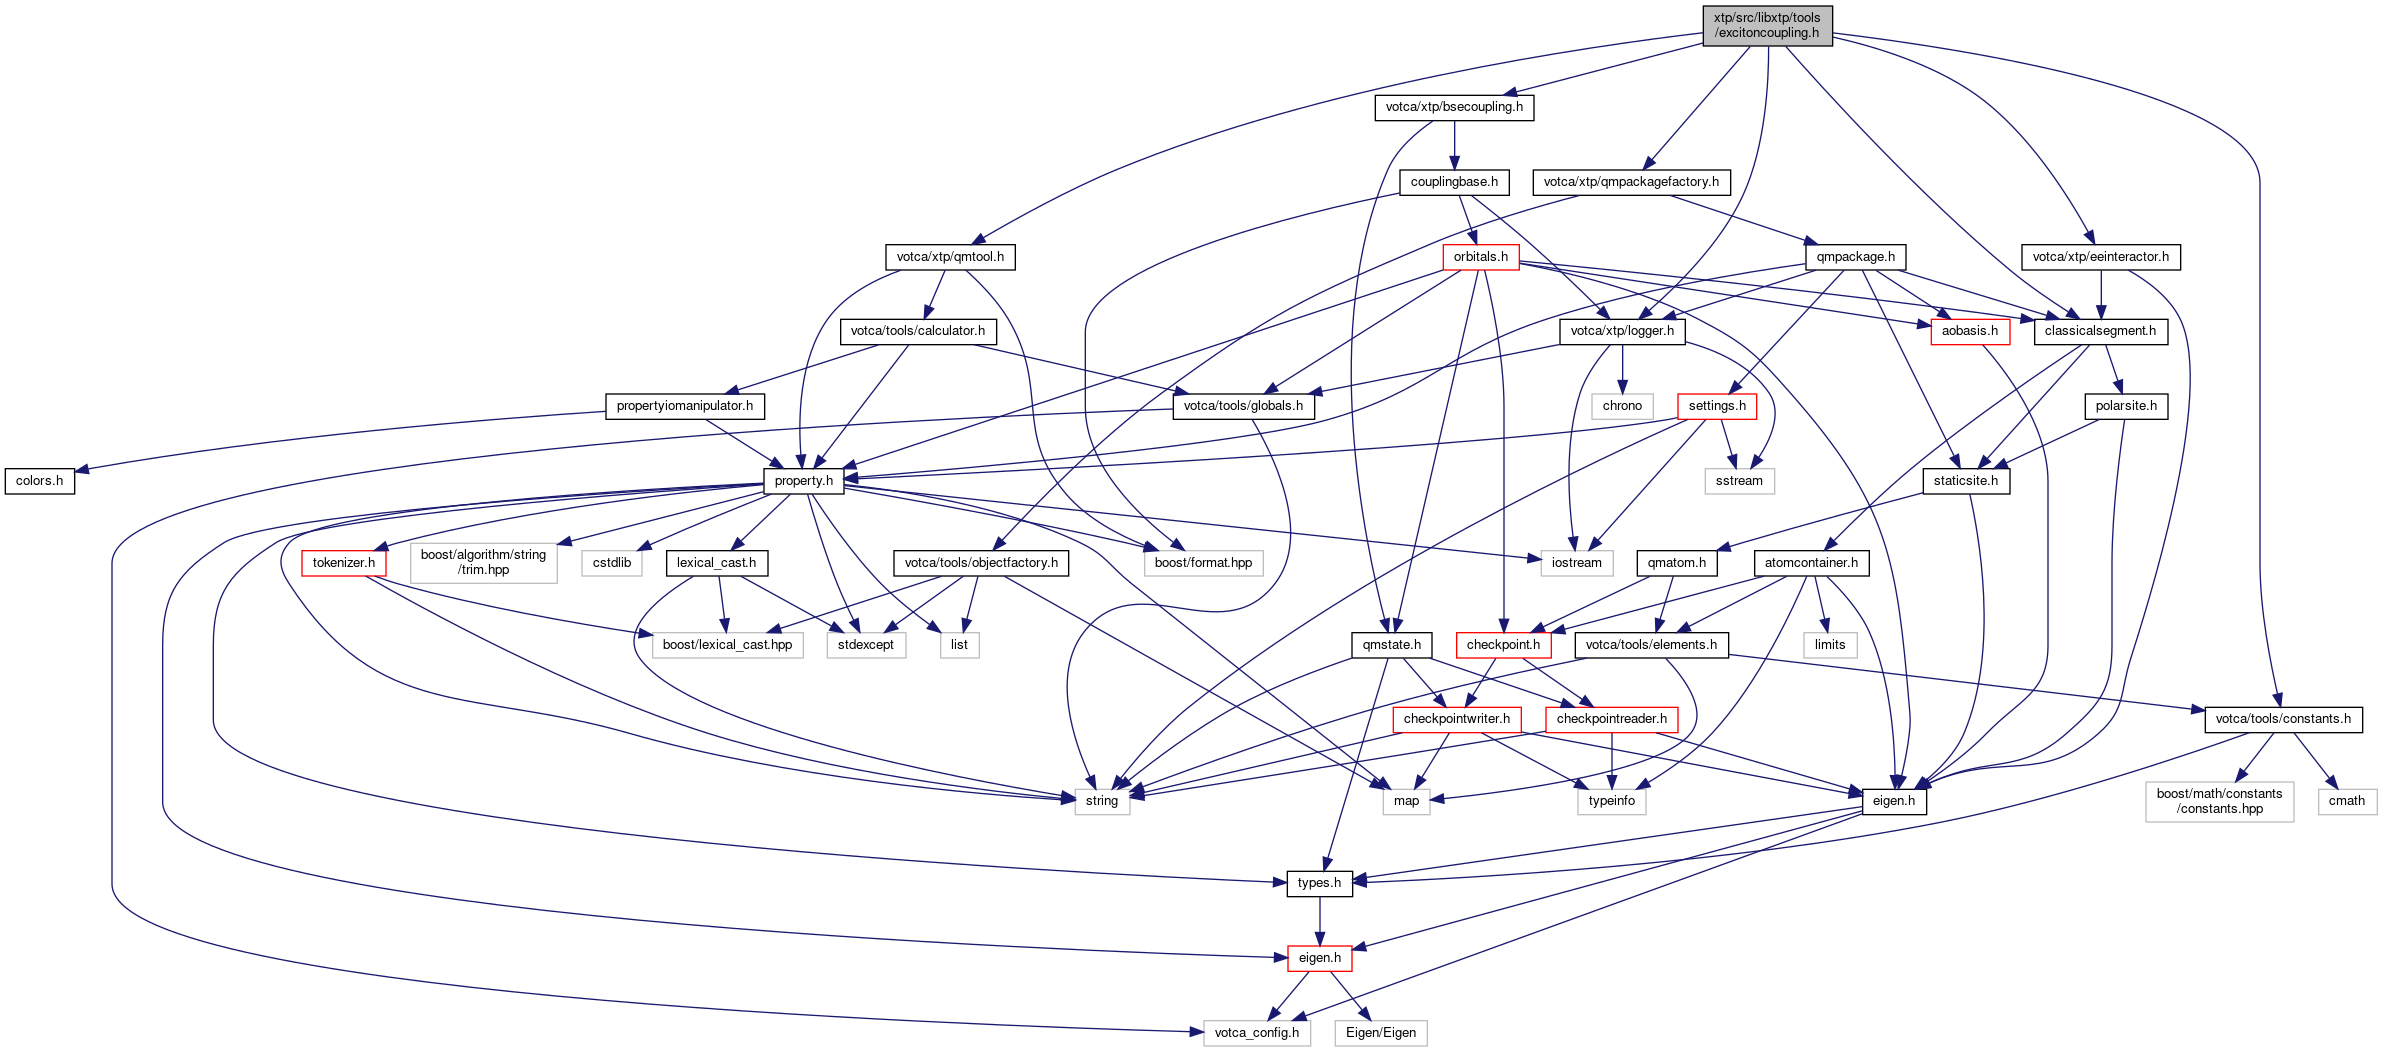 xtp/src/libxtp/tools
/excitoncoupling.h
votca/xtp/bsecoupling.h
couplingbase.h
votca/xtp/qmpackagefactory.h
votca/xtp/qmtool.h
orbitals.h
qmpackage.h
votca/xtp/eeinteractor.h
votca/tools/calculator.h
votca/xtp/logger.h
aobasis.h
classicalsegment.h
propertyiomanipulator.h
votca/tools/globals.h
chrono
settings.h
polarsite.h
colors.h
property.h
sstream
staticsite.h
tokenizer.h
boost/algorithm/string
/trim.hpp
cstdlib
lexical_cast.h
votca/tools/objectfactory.h
boost/format.hpp
iostream
qmatom.h
atomcontainer.h
boost/lexical_cast.hpp
stdexcept
list
qmstate.h
checkpoint.h
votca/tools/elements.h
limits
checkpointwriter.h
checkpointreader.h
votca/tools/constants.h
string
map
typeinfo
eigen.h
boost/math/constants
/constants.hpp
cmath
types.h
eigen.h
votca_config.h
Eigen/Eigen